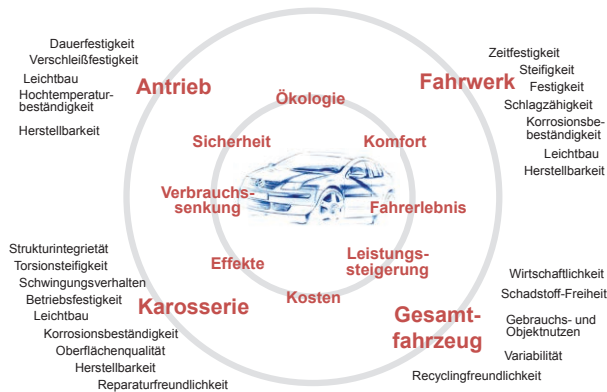 Dauerfestigkeit
Verschleißfestigkeit
Leichtbau
Hochtemperatur-
beständigkeit
Herstellbarkeit
Antrieb
Fahrwerk
Zeitfestigkeit
Steifigkeit
Festigkeit
Schlagzähigkeit
Korrosionsbe-
beständigkeit
Leichtbau
Herstellbarkeit
Ökologie
Sicherheit
Komfort
Verbrauchs-
senkung
Fahrerlebnis
Effekte
Leistungs-
steigerung
Kosten
Strukturintegrietät
Torsionsteifigkeit
Schwingungsverhalten
Betriebsfestigkeit
Leichtbau
Korrosionsbeständigkeit
Oberflächenqualität
Herstellbarkeit
Reparaturfreundlichkeit
Karosserie
Gesamt-
fahrzeug
Wirtschaftlichkeit
Schadstoff-Freiheit
Gebrauchs- und
Objektnutzen
Variabilität
Recyclingfreundlichkeit